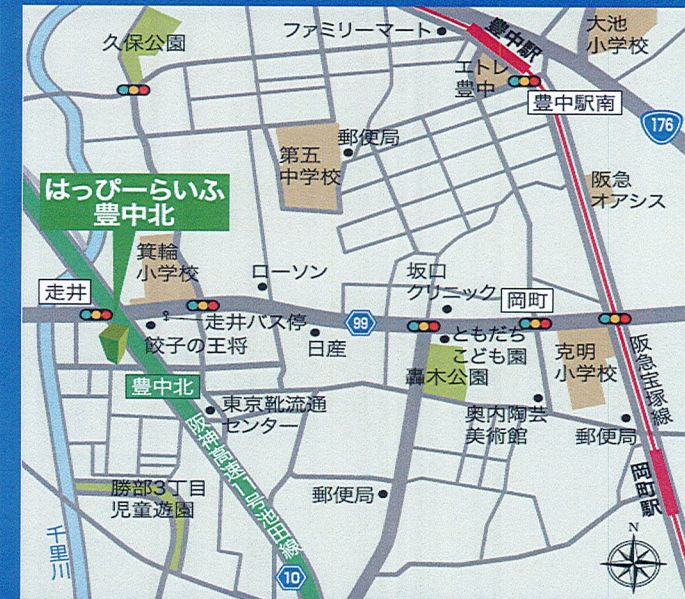 久保公園
ファミリーマート
豊中駅
大池
小学校
エトレ
豊中
豊中駅南
176
郵便局
第五
中学校
阪急
オアシス
はっぴーらいふ
豊中北
箕輪
小学校
走井
ローソン
坂口
クリニック
岡町
走井バス停
餃子の王将
日産
99
ともだち
こども園
克明
小学校
阪急宝塚線
轟木公園
豊中北
東京靴流通
センター
奥内陶芸
美術館
郵便局
阪神高速11号池田線
勝部3丁目
児童遊園
郵便局
岡町駅
千里川
10
N